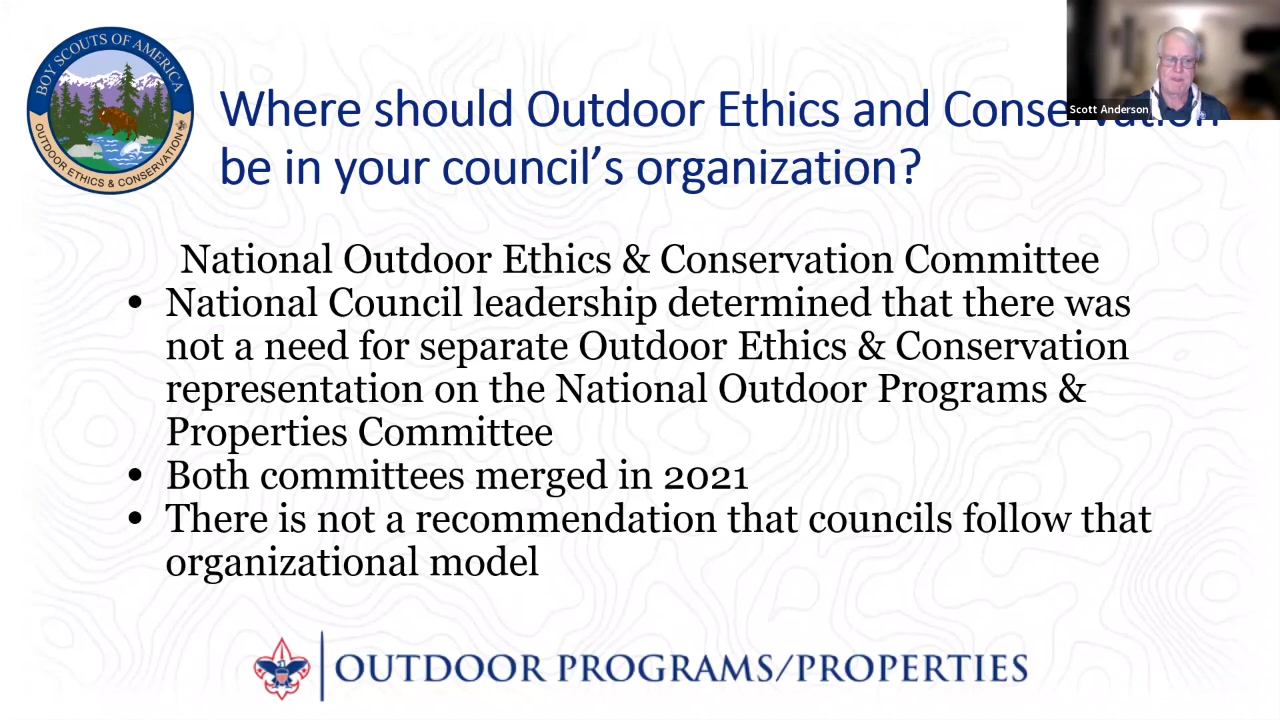 BOY SCOUTS OF AMERICA
OUTDOOR ETHICS & CONSERVATION
Scott Anderson
Where should Outdoor Ethics and Conservation
be in your council’s organization?
National Outdoor Ethics & Conservation Committee
• National Council leadership determined that there was
not a need for separate Outdoor Ethics & Conservation
representation on the National Outdoor Programs &
Properties Committee
• Both committees merged in 2021
• There is not a recommendation that councils follow that
organizational model
OUTDOOR PROGRAMS/PROPERTIES